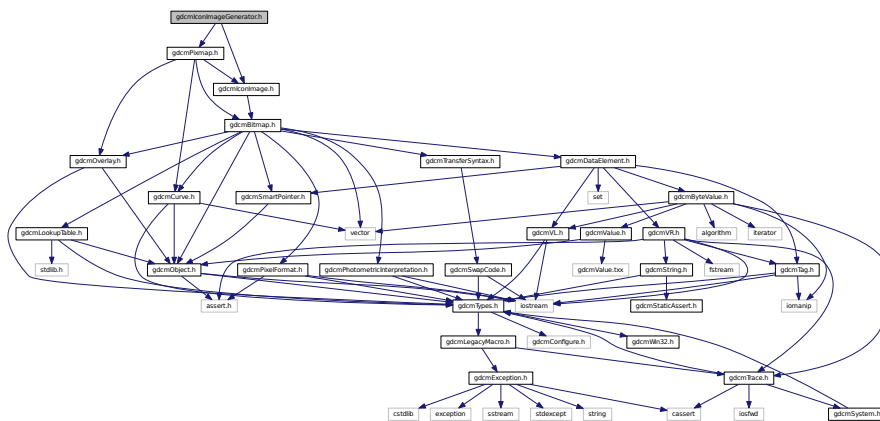 gdcmIconImageGenerator.h
gdcmPixmap.h
gdcmIconImage.h
gdcmBitmap.h
gdcmOverlay.h
gdcmTransferSyntax.h
gdcmDataElement.h
gdcmCurve.h
gdcmSmartPointer.h
set
gdcmByteValue.h
gdcmLookupTable.h
vector
gdcmVL.h
gdcmValue.h
gdcmVR.h
algorithm
iterator
stdlib.h
gdcmObject.h
gdcmPixelFormat.h
gdcmPhotometricInterpretation.h
gdcmSwapCode.h
gdcmValue.txx
gdcmString.h
fstream
gdcmTag.h
assert.h
gdcmTypes.h
iostream
gdcmStaticAssert.h
iomanip
gdcmLegacyMacro.h
gdcmConfigure.h
gdcmWin32.h
gdcmException.h
gdcmTrace.h
cstdlib
exception
sstream
stdexcept
string
cassert
iosfwd
gdcmSystem.h